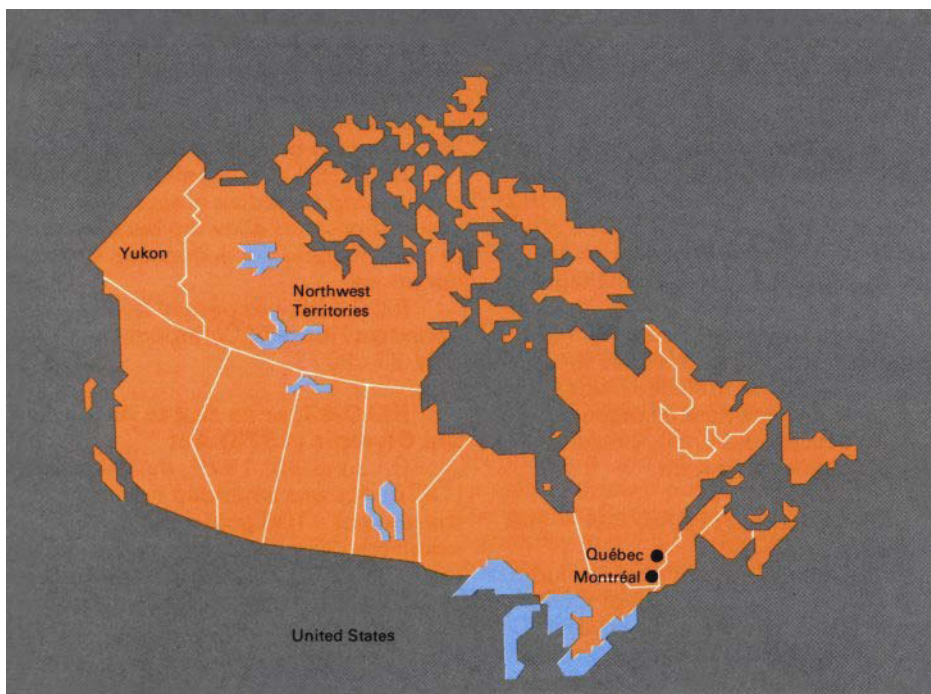 Yukon
Northwest
Territories
Québec
Montréal
United States